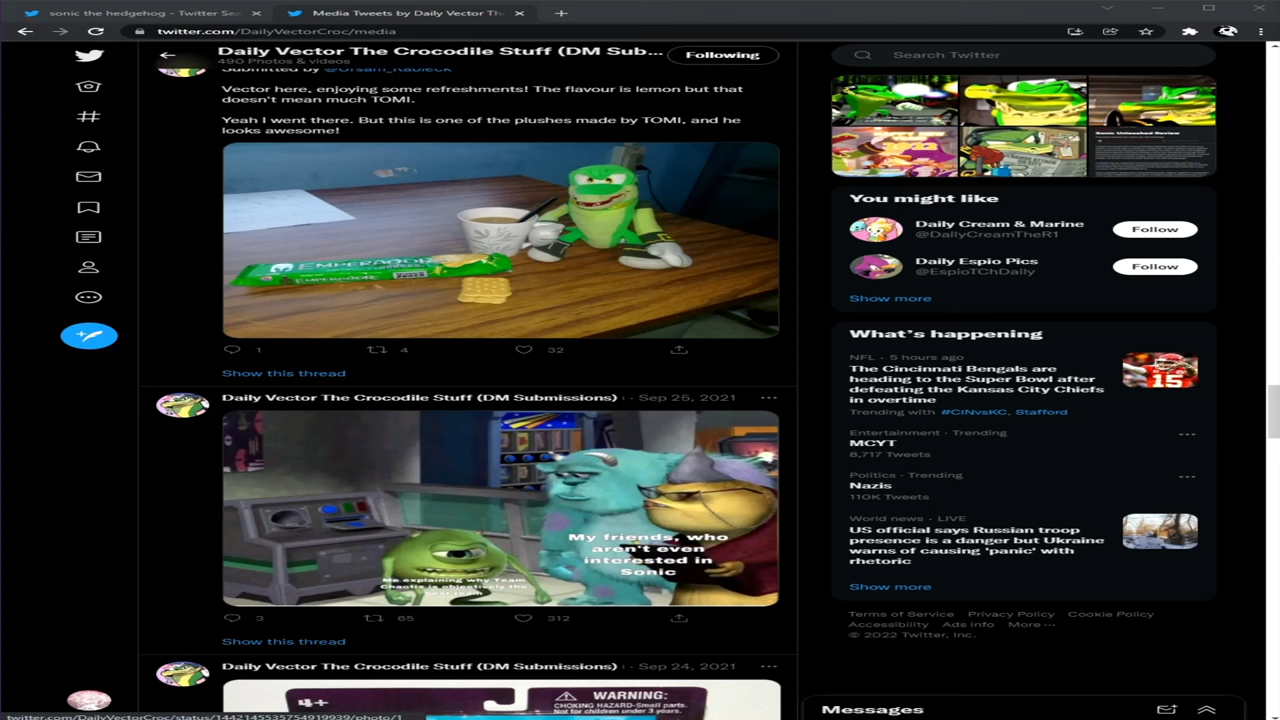 sonic the hedgehog - Twitter Sea
Media Tweets by Daily Vector Th
twitter.com/DailyVectorCroc/media
Daily Vector The Crocodile Stuff (DM Sub...
490 Photos & videos
Following
Submitted by @Orsam_Rableck
Vector here, enjoying some refreshments! The flavour is lemon but that
doesn't mean much TOMI.
Yeah I went there. But this is one of the plushes made by TOMI, and he
looks awesome!
EMPERADOR
EMPERADOR
1 4 32
Show this thread
Daily Vector The Crocodile Stuff (DM Submissions) · Sep 25, 2021
My friends, who
aren't even
interested in
Sonic
Me explaining why Team
Chaotix is objectively the
best team
3 65 312
Show this thread
Daily Vector The Crocodile Stuff (DM Submissions) · Sep 24, 2021
4+
WARNING:
CHOKING HAZARD-Small parts.
Not for children under 3 years.
twitter.com/DailyVectorCroc/status/1442145535754919939/photo/1
Search Twitter
Sonic Unleashed Review
You might like
Daily Cream & Marine
@DailyCreamTheR1
Follow
Daily Espio Pics
@EspioTChDaily
Follow
Show more
What's happening
NFL · 5 hours ago
The Cincinnati Bengals are
heading to the Super Bowl after
defeating the Kansas City Chiefs
in overtime
Trending with #CINvsKC, Stafford
15
Entertainment · Trending
MCYT
8,717 Tweets
Politics · Trending
Nazis
110K Tweets
World news · LIVE
US official says Russian troop
presence is a danger but Ukraine
warns of causing 'panic' with
rhetoric
Show more
Terms of Service Privacy Policy Cookie Policy
Accessibility Ads info More ···
© 2022 Twitter, Inc.
Messages